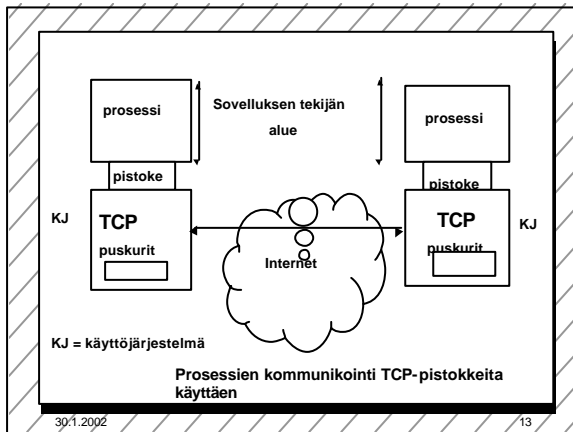 prosessi
Sovelluksen tekijän
alue
prosessi
pistoke
pistoke
KJ
TCP
puskurit
Internet
TCP
puskurit
KJ
KJ = käyttöjärjestelmä
Prosessien kommunikointi TCP-pistokkeita
käyttäen
30.1.2002
13